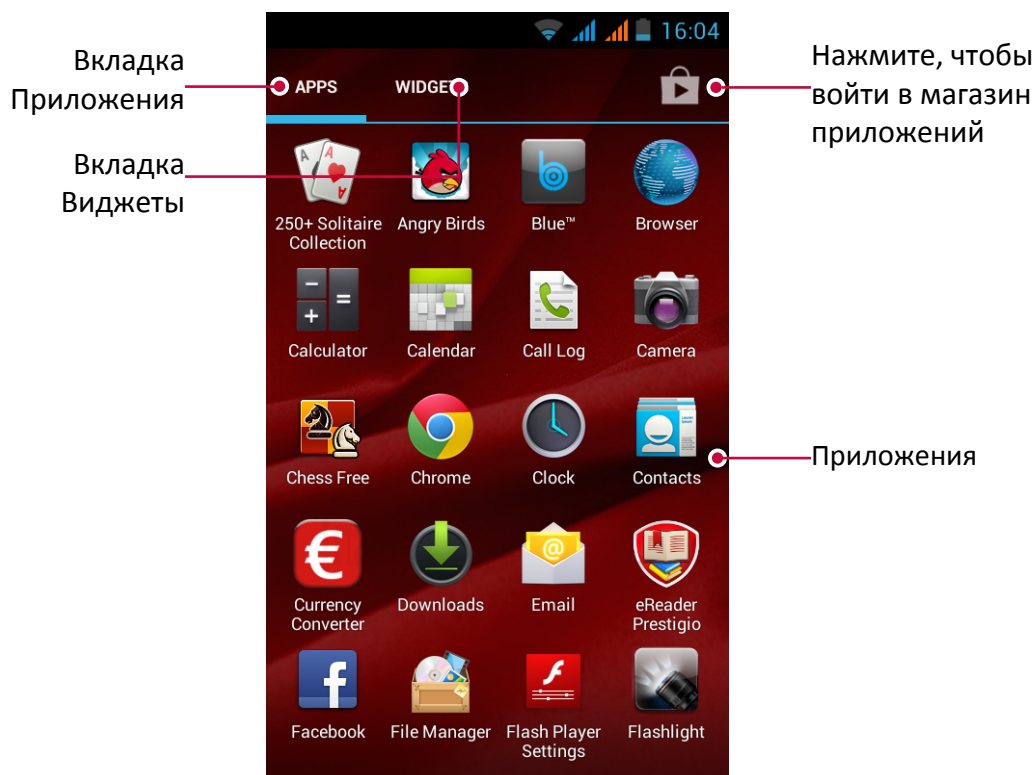 16:04
Вкладка
Приложения
APPS
WIDGET
Нажмите, чтобы
войти в магазин
приложений
Вкладка
Виджеты
250+ Solitaire
Collection
Angry Birds
Blue™
Browser
Calculator
Calendar
Call Log
Camera
Chess Free
Chrome
Clock
Contacts
Приложения
Currency
Converter
Downloads
Email
eReader
Prestigio
Facebook
File Manager
Flash Player
Settings
Flashlight